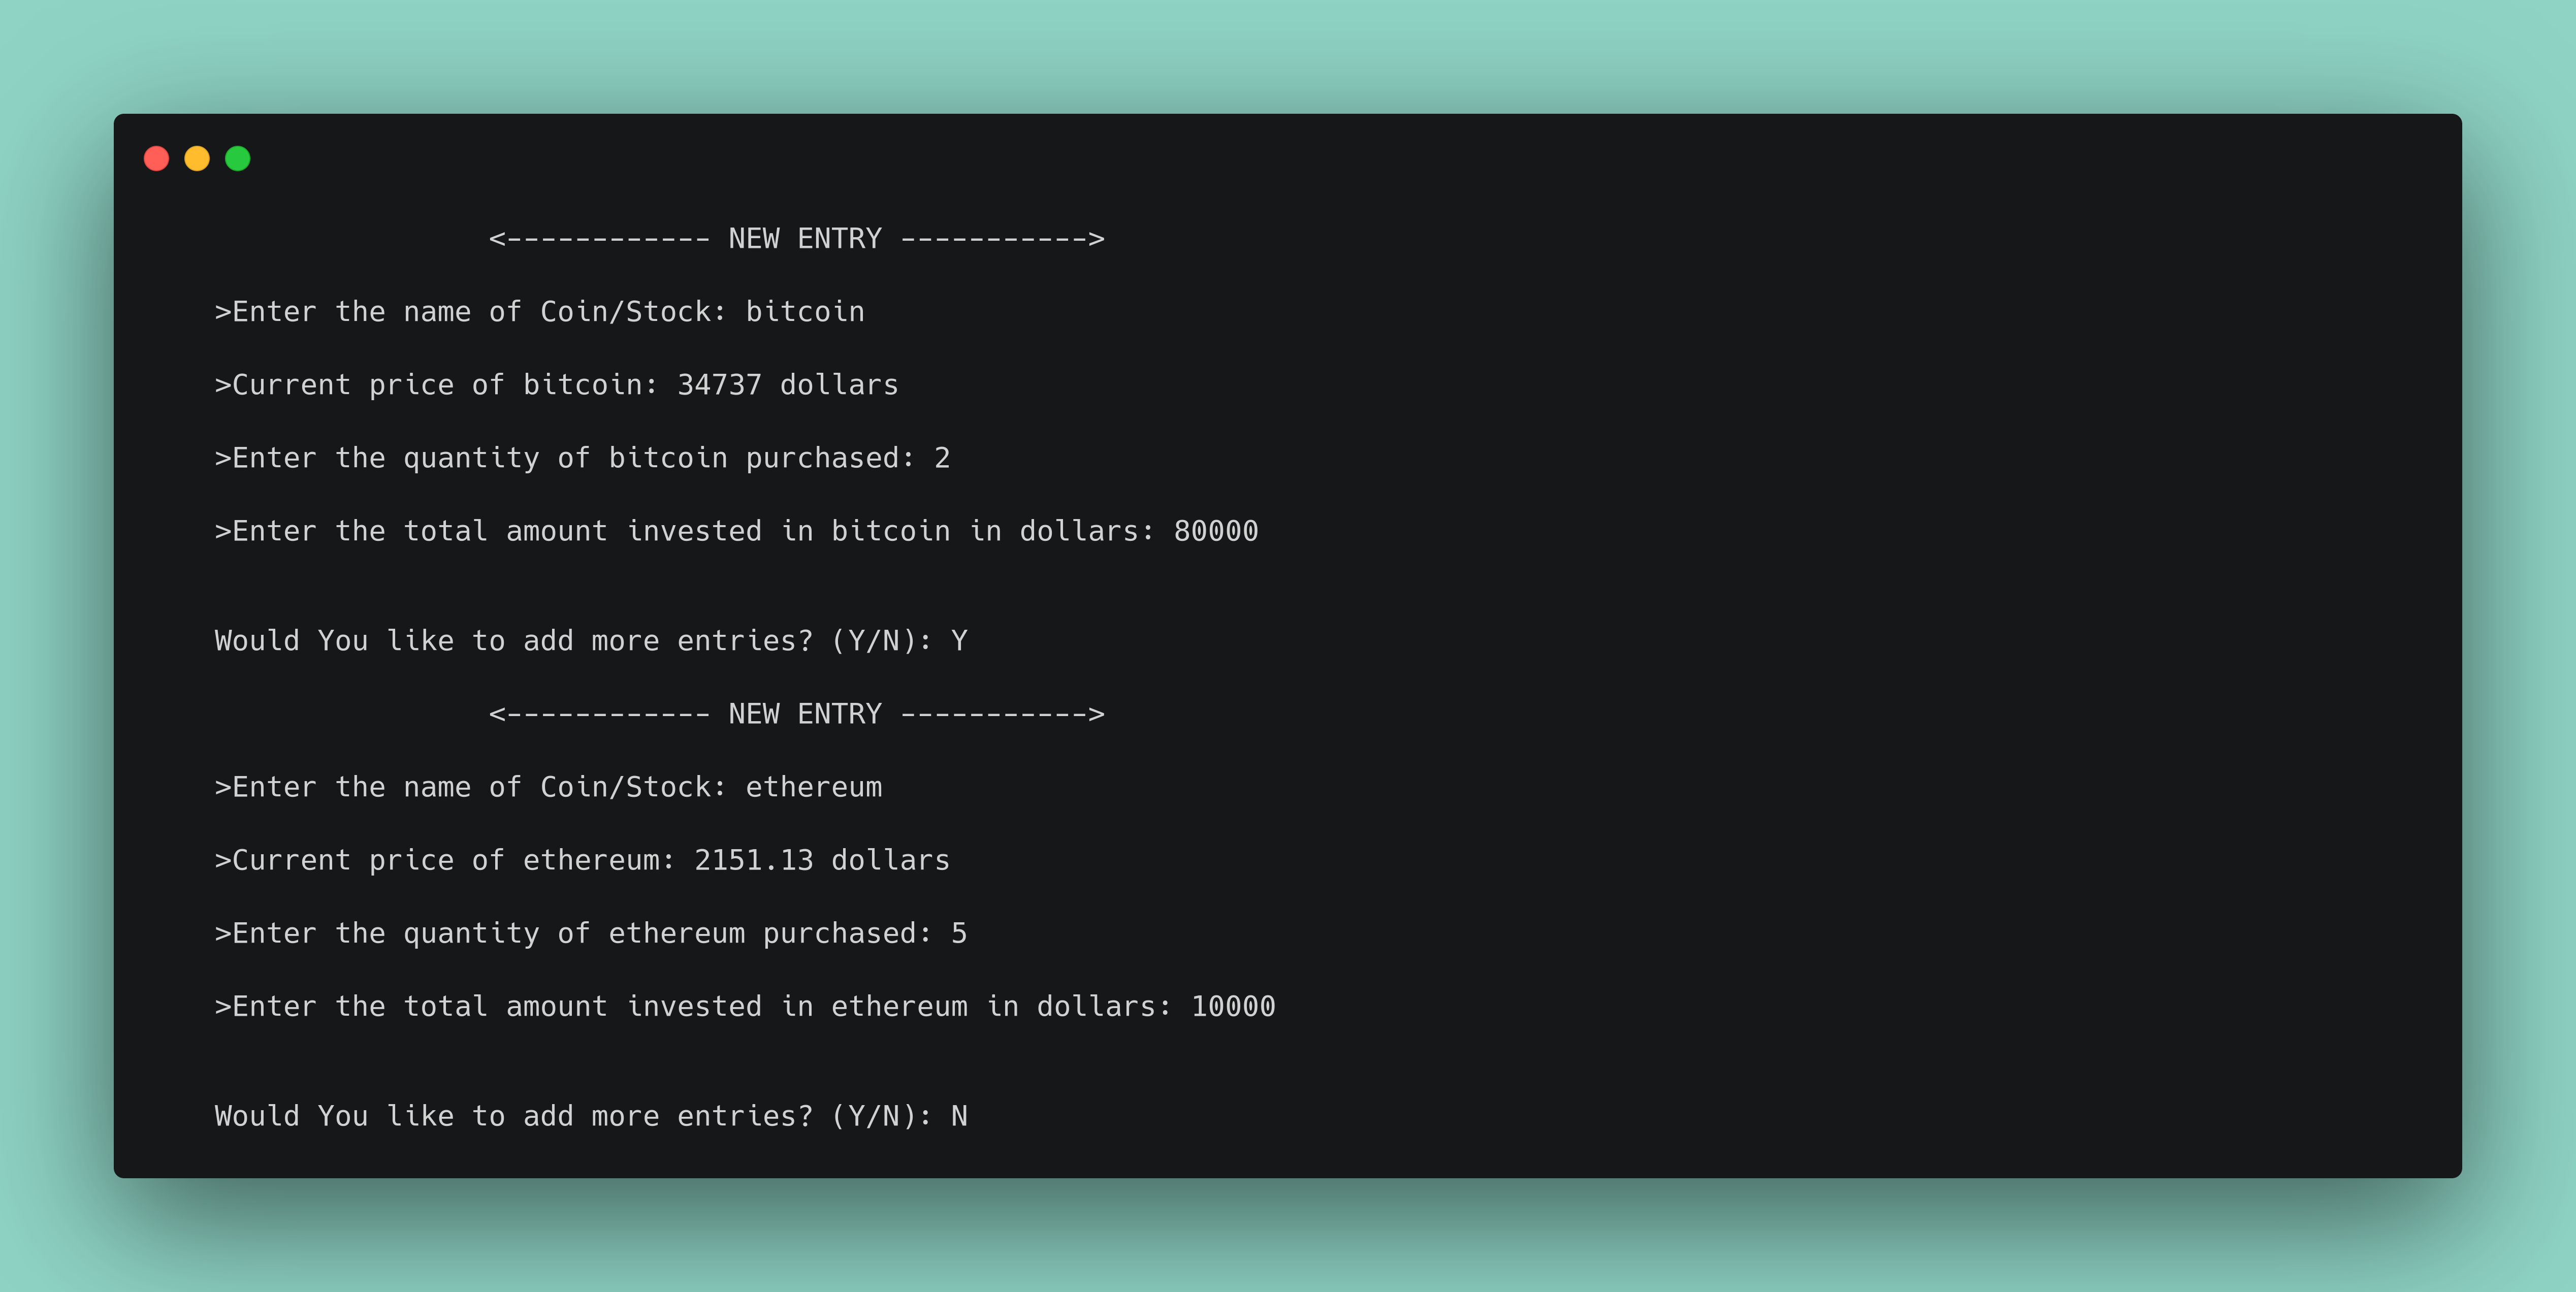 <------------ NEW ENTRY ----------->
>Enter the name of Coin/Stock: bitcoin
>Current price of bitcoin: 34737 dollars
>Enter the quantity of bitcoin purchased: 2
>Enter the total amount invested in bitcoin in dollars: 80000
Would You like to add more entries? (Y/N): Y
<------------ NEW ENTRY ----------->
>Enter the name of Coin/Stock: ethereum
>Current price of ethereum: 2151.13 dollars
>Enter the quantity of ethereum purchased: 5
>Enter the total amount invested in ethereum in dollars: 10000
Would You like to add more entries? (Y/N): N